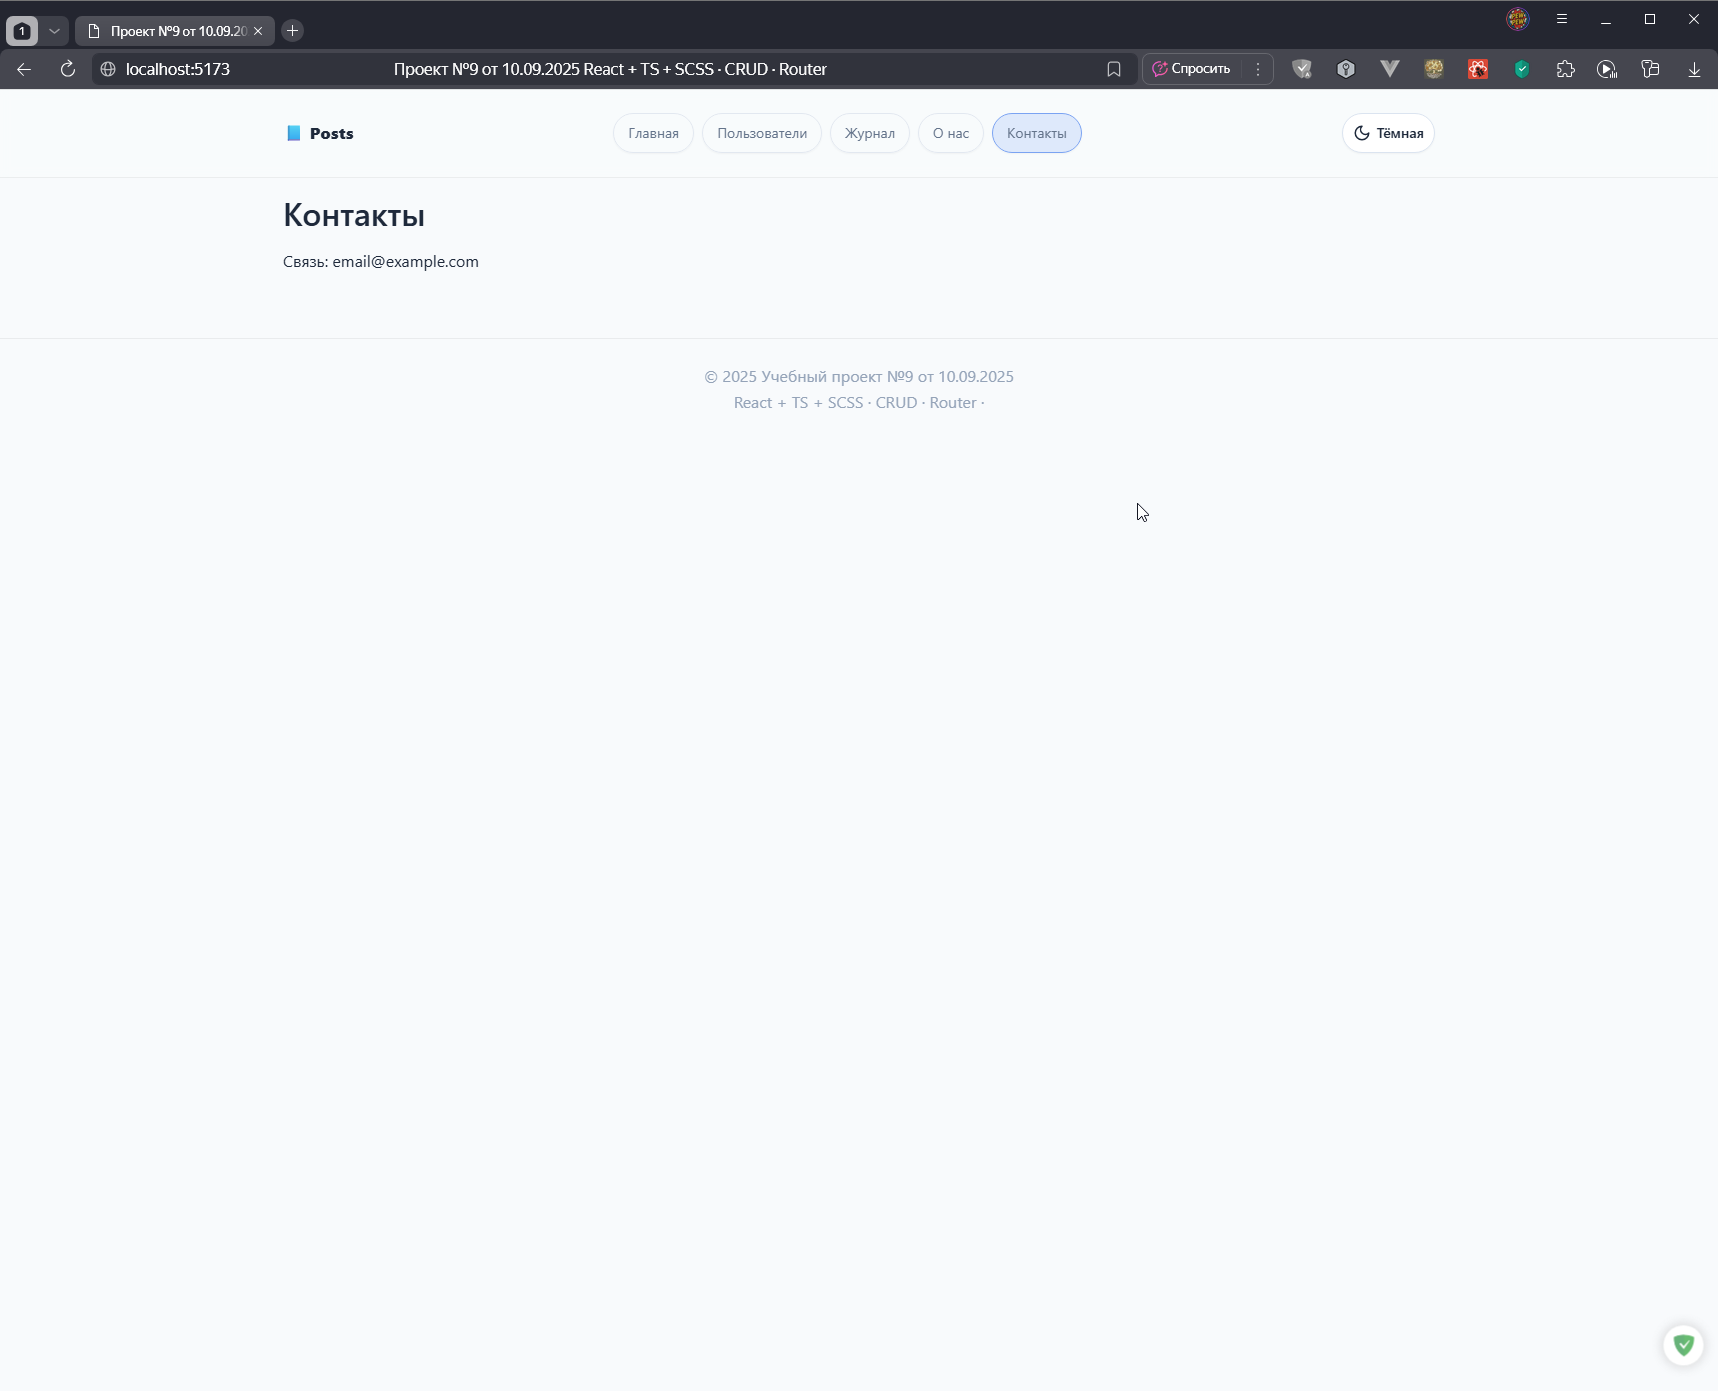 1
Проект №9 от 10.09.20
localhost:5173
Проект №9 от 10.09.2025 React + TS + SCSS · CRUD · Router
Спросить
Posts
Главная
Пользователи
Журнал
О нас
Контакты
Тёмная
Контакты
Связь: email@example.com
© 2025 Учебный проект №9 от 10.09.2025
React + TS + SCSS · CRUD · Router ·